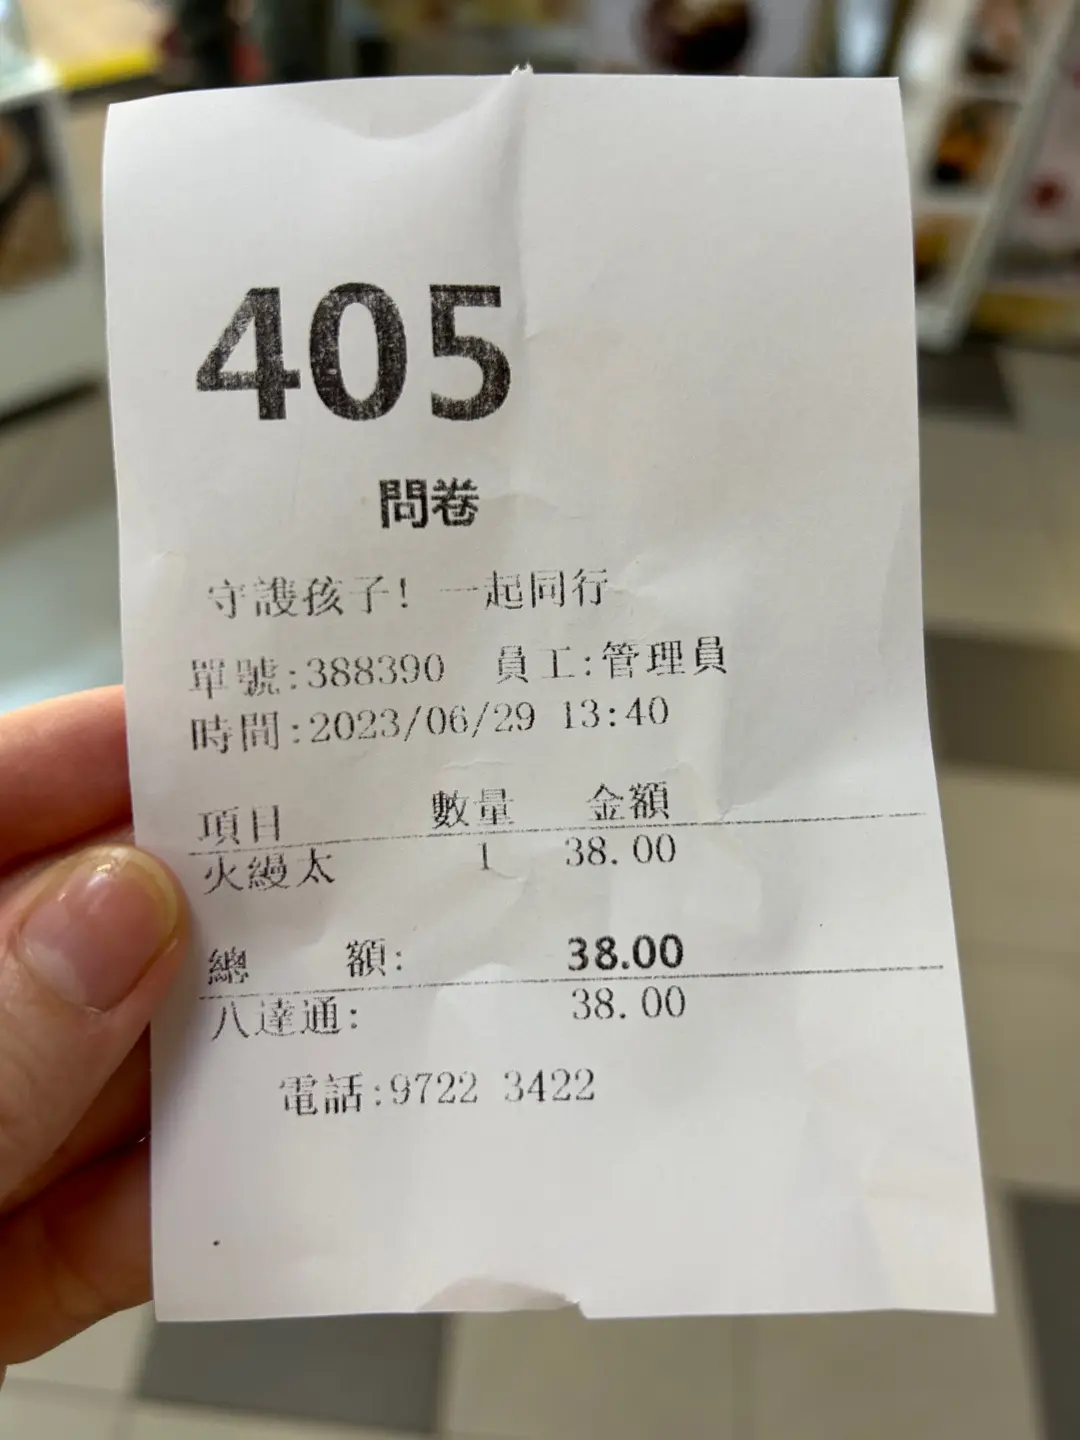 405
問卷
守護孩子! 一起同行
單號:388390 員工:管理員
時間:2023/06/29 13:40
項目 數量 金額
火縵太 1 38.00
總 額: 38.00
八達通: 38.00
電話:9722 3422